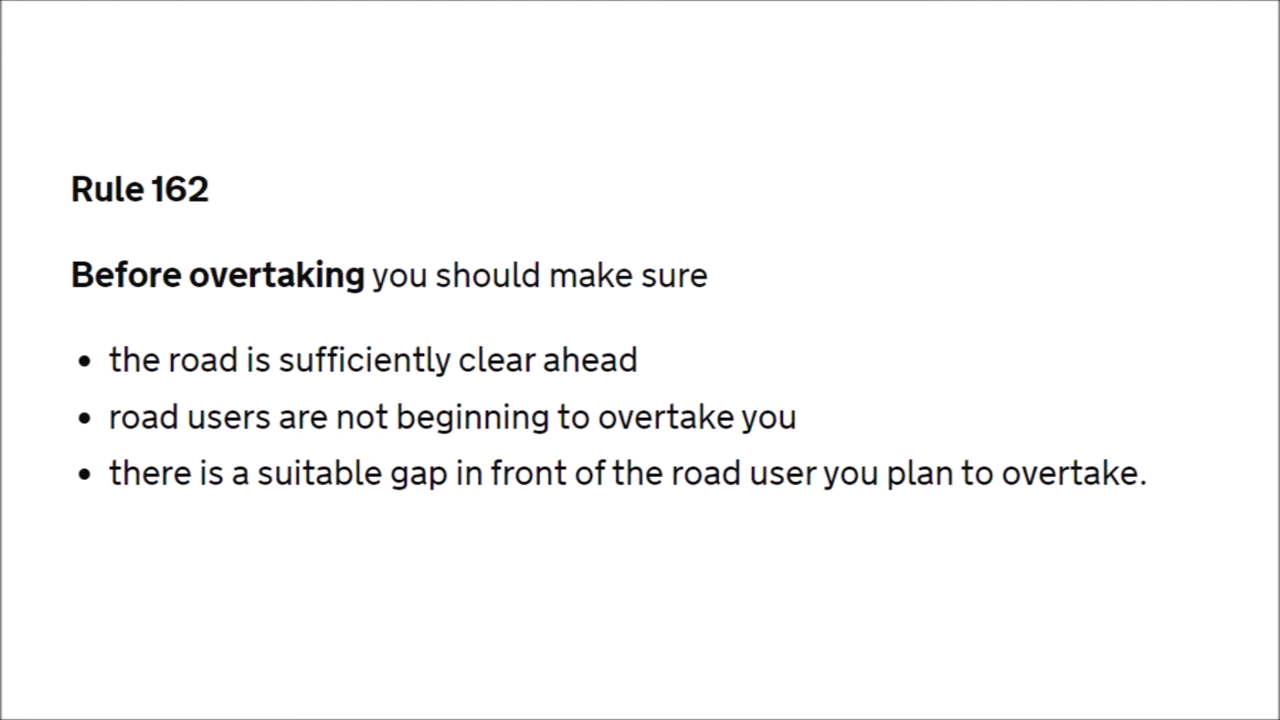 Rule 162
Before overtaking you should make sure
• the road is sufficiently clear ahead
• road users are not beginning to overtake you
• there is a suitable gap in front of the road user you plan to overtake.